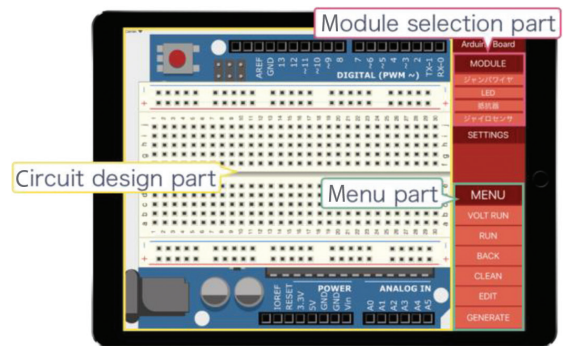 Module selection part
Arduino Board
MODULE
ジャンパワイヤ
LED
抵抗器
ジャイロセンサ
SETTINGS
AREF
GND
13
12
~11
~10
~9
8
7
~6
~5
4
~3
2
TX-1
RX-0
DIGITAL (PWM ~)
Circuit design part
Menu part
MENU
VOLT RUN
RUN
BACK
CLEAN
EDIT
GENERATE
POWER
ANALOG IN
IOREF
RESET
3.3V
5V
GND
GND
Vin
A0
A1
A2
A3
A4
A5